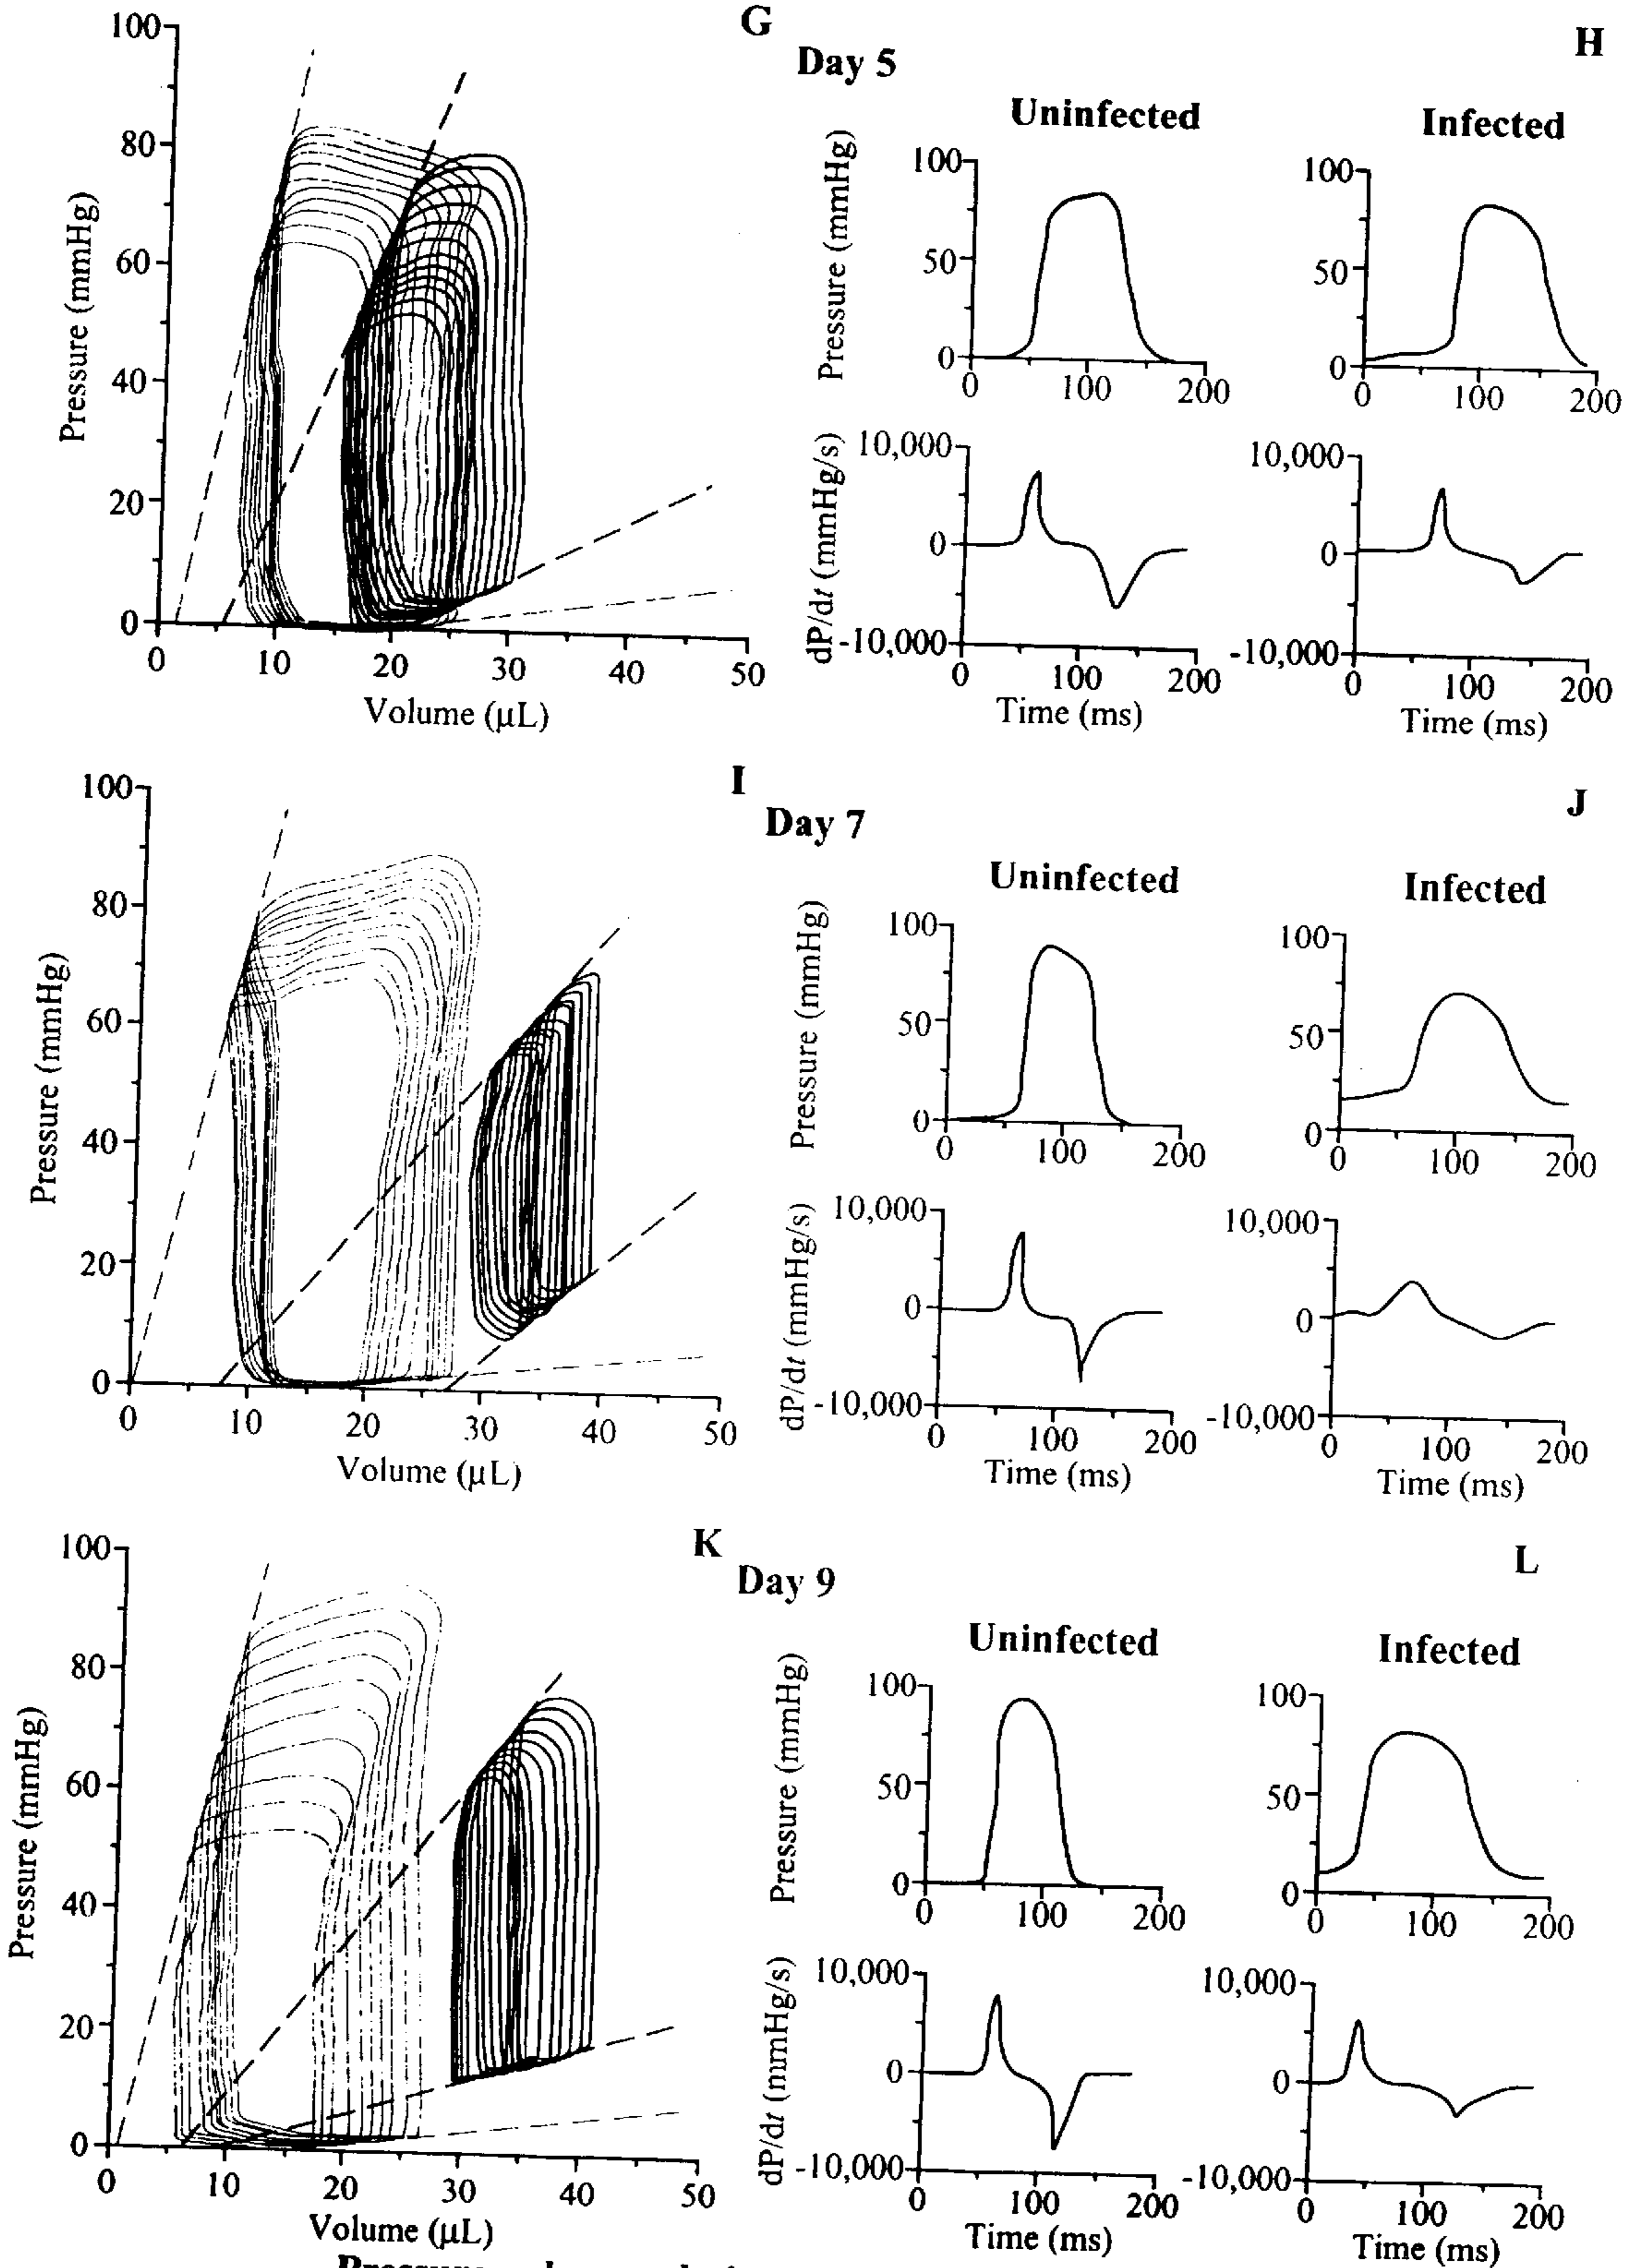 G
Day 5
H
Uninfected
Infected
Pressure (mmHg)
100
80
60
40
20
0
0 10 20 30 40 50
Volume (µL)
Pressure (mmHg)
100
50
0
0 100 200
100
50
0
0 100 200
dP/dt (mmHg/s)
10,000
0
-10,000
0 100 200
Time (ms)
10,000
0
-10,000
0 100 200
Time (ms)
I
Day 7
J
Uninfected
Infected
Pressure (mmHg)
100
80
60
40
20
0
0 10 20 30 40 50
Volume (µL)
Pressure (mmHg)
100
50
0
0 100 200
100
50
0
0 100 200
dP/dt (mmHg/s)
10,000
0
-10,000
0 100 200
Time (ms)
10,000
0
-10,000
0 100 200
Time (ms)
K
Day 9
L
Uninfected
Infected
Pressure (mmHg)
100
80
60
40
20
0
0 10 20 30 40 50
Volume (µL)
Pressure (mmHg)
100
50
0
0 100 200
100
50
0
0 100 200
dP/dt (mmHg/s)
10,000
0
-10,000
0 100 200
Time (ms)
10,000
0
-10,000
0 100 200
Time (ms)